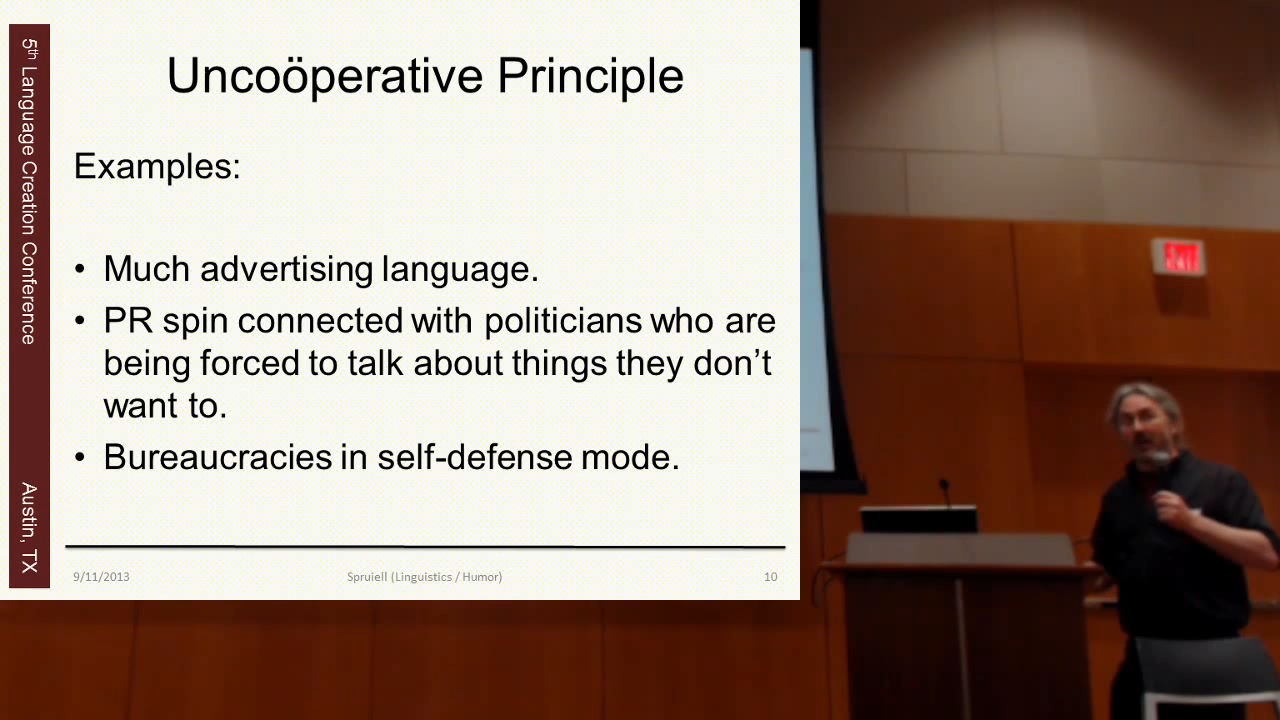 5th Language Creation Conference
Austin, TX
Uncoöperative Principle
Examples:
• Much advertising language.
• PR spin connected with politicians who are
being forced to talk about things they don’t
want to.
• Bureaucracies in self-defense mode.
9/11/2013
Spruiell (Linguistics / Humor)
10
EXIT